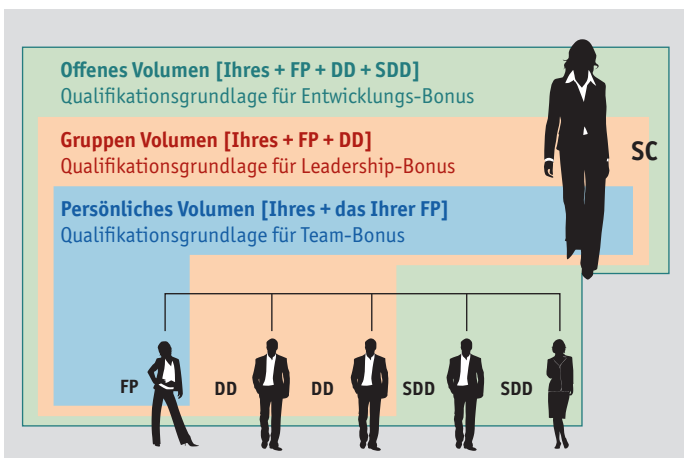 Offenes Volumen [Ihres + FP + DD + SDD]
Qualifikationsgrundlage für Entwicklungs-Bonus
Gruppen Volumen [Ihres + FP + DD]
Qualifikationsgrundlage für Leadership-Bonus
SC
Persönliches Volumen [Ihres + das Ihrer FP]
Qualifikationsgrundlage für Team-Bonus
FP
DD
DD
SDD
SDD